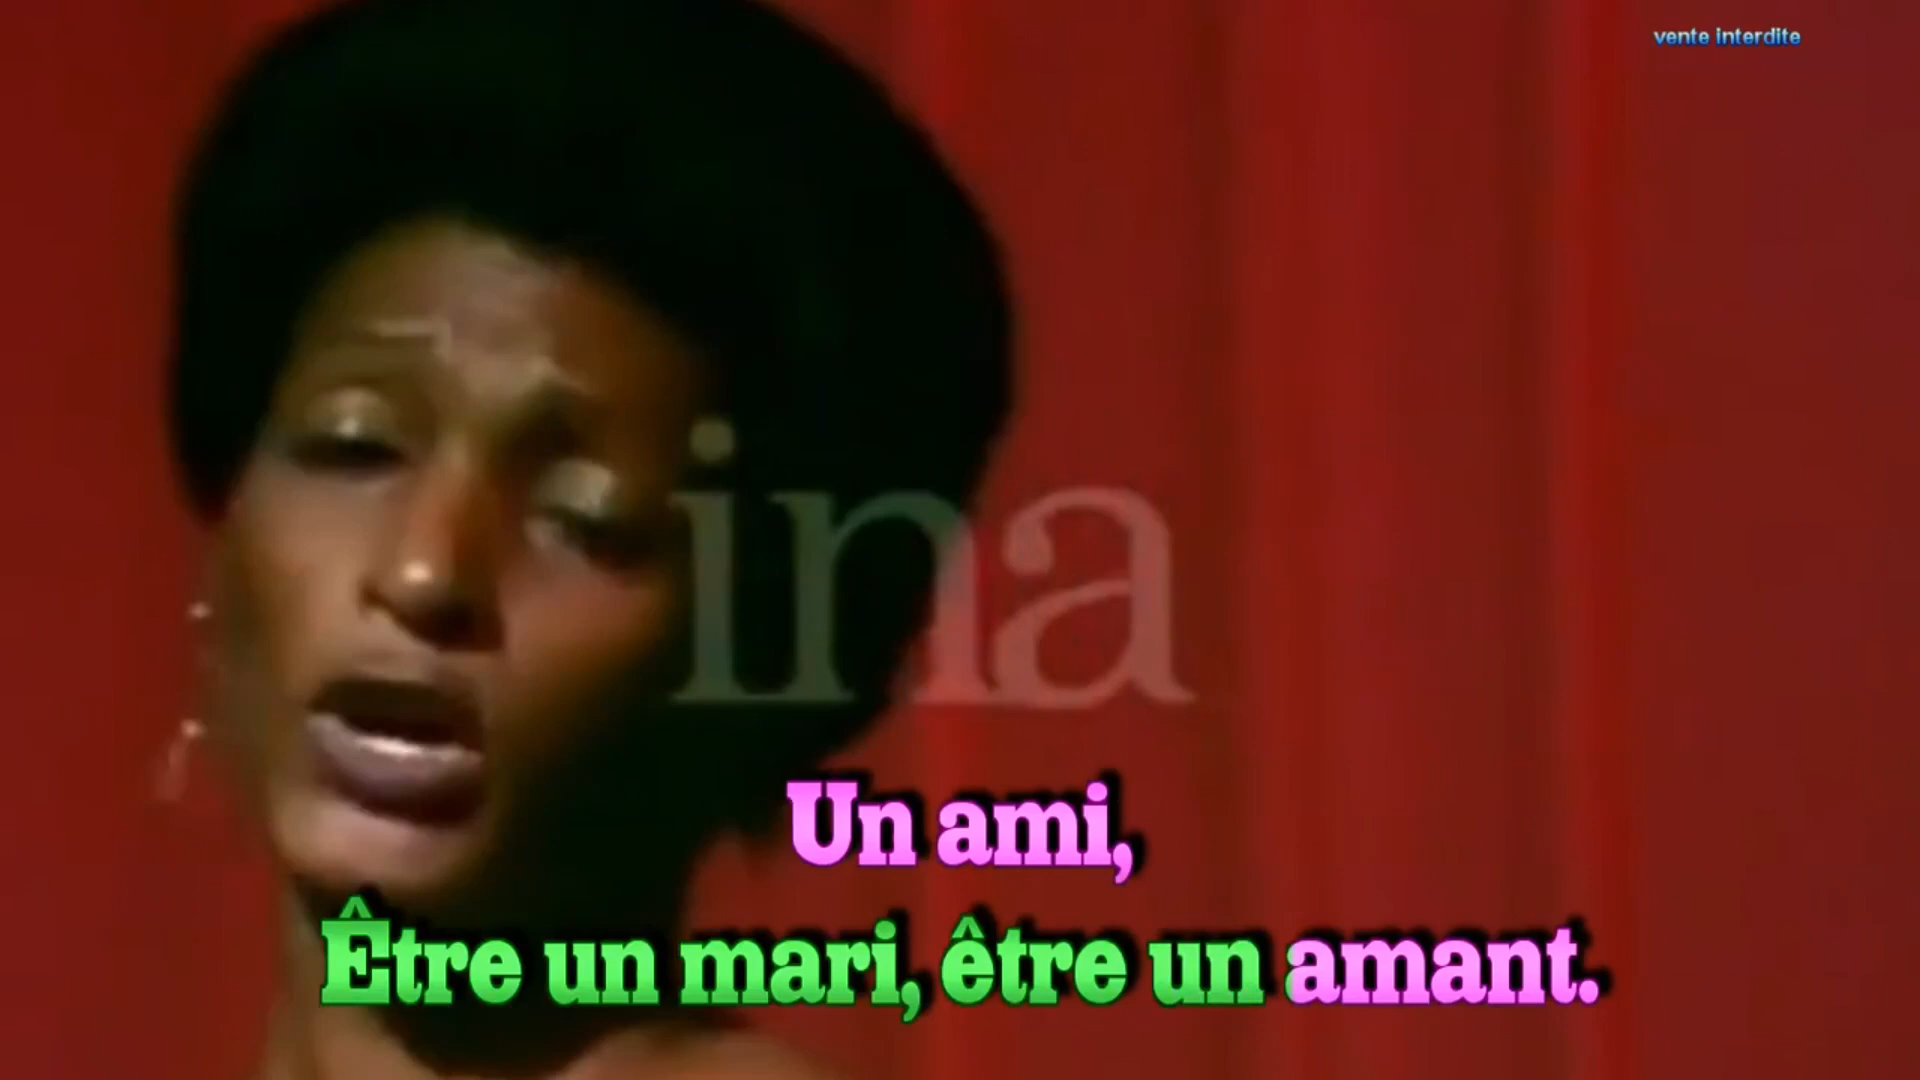 vente interdite
ina
Un ami,
Être un mari, être un amant.